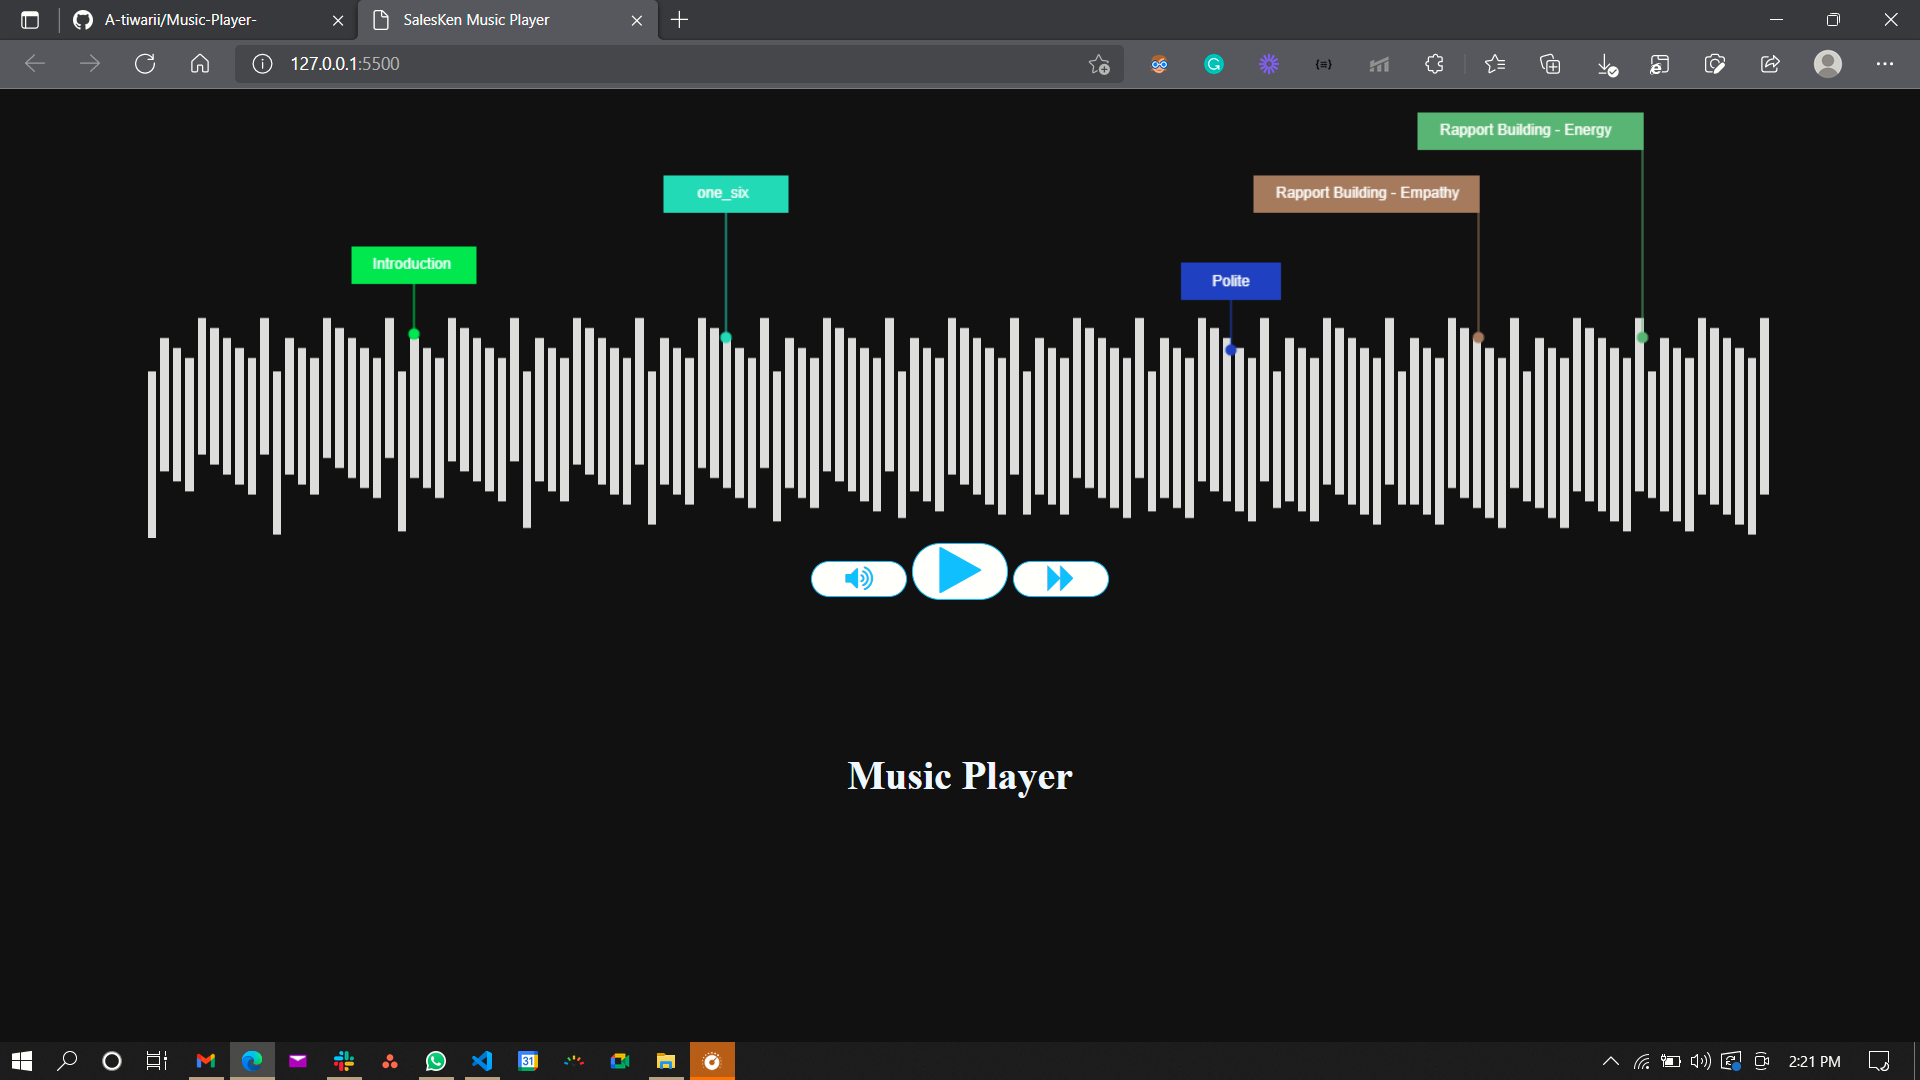 A-tiwarii/Music-Player-
SalesKen Music Player
127.0.0.1:5500
Rapport Building - Energy
one_six
Rapport Building - Empathy
Introduction
Polite
Music Player
31
2:21 PM